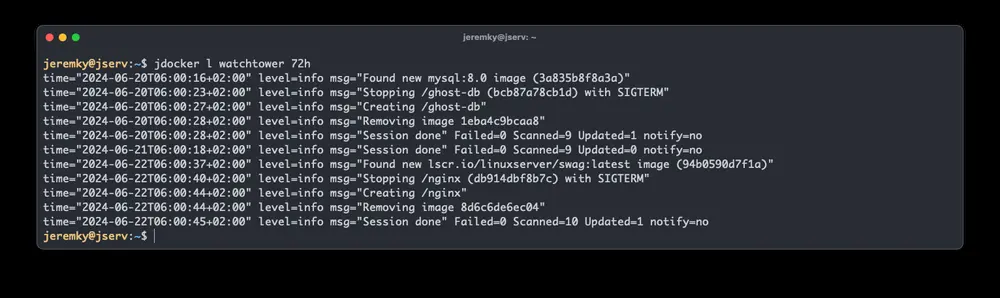 jeremky@jserv: ~
jeremky@jserv:~$ jdocker l watchtower 72h
time="2024-06-20T06:00:16+02:00" level=info msg="Found new mysql:8.0 image (3a835b8f8a3a)"
time="2024-06-20T06:00:23+02:00" level=info msg="Stopping /ghost-db (bcb87a78cb1d) with SIGTERM"
time="2024-06-20T06:00:27+02:00" level=info msg="Creating /ghost-db"
time="2024-06-20T06:00:28+02:00" level=info msg="Removing image 1eba4c9bcaa8"
time="2024-06-20T06:00:28+02:00" level=info msg="Session done" Failed=0 Scanned=9 Updated=1 notify=no
time="2024-06-21T06:00:18+02:00" level=info msg="Session done" Failed=0 Scanned=9 Updated=0 notify=no
time="2024-06-22T06:00:37+02:00" level=info msg="Found new lscr.io/linuxserver/swag:latest image (94b0590d7f1a)"
time="2024-06-22T06:00:40+02:00" level=info msg="Stopping /nginx (db914dbf8b7c) with SIGTERM"
time="2024-06-22T06:00:44+02:00" level=info msg="Creating /nginx"
time="2024-06-22T06:00:44+02:00" level=info msg="Removing image 8d6c6de6ec04"
time="2024-06-22T06:00:45+02:00" level=info msg="Session done" Failed=0 Scanned=10 Updated=1 notify=no
jeremky@jserv:~$